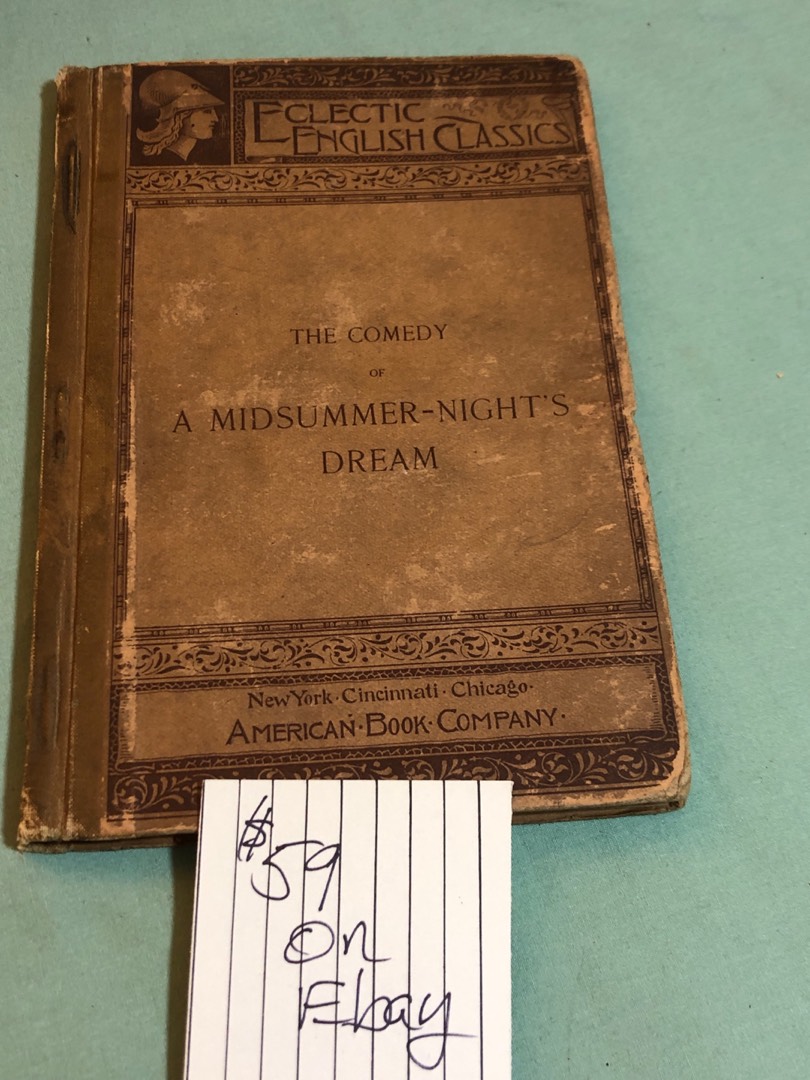 ECLECTIC
ENGLISH CLASSICS
THE COMEDY
OF
A MIDSUMMER-NIGHT'S
DREAM
New York · Cincinnati · Chicago ·
AMERICAN · BOOK · COMPANY ·
$59
On
Ebay